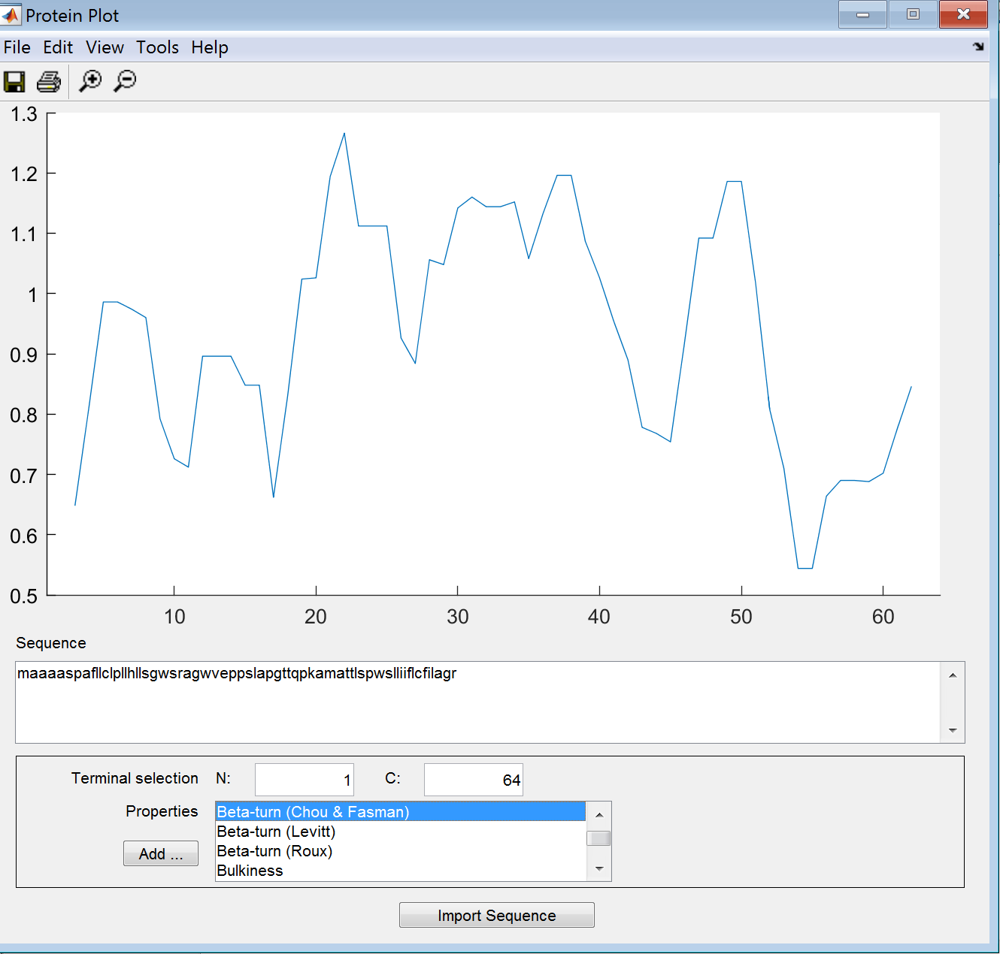 Protein Plot
File Edit View Tools Help
1.3
1.2
1.1
1
0.9
0.8
0.7
0.6
0.5
10 20 30 40 50 60
Sequence
maaaaspafllclpllhllsgwsragwveppslapgttqpkamattlspwslliiflcfilagr
Terminal selection N: 1 C: 64
Properties
Beta-turn (Chou & Fasman)
Beta-turn (Levitt)
Add ...
Beta-turn (Roux)
Bulkiness
Import Sequence